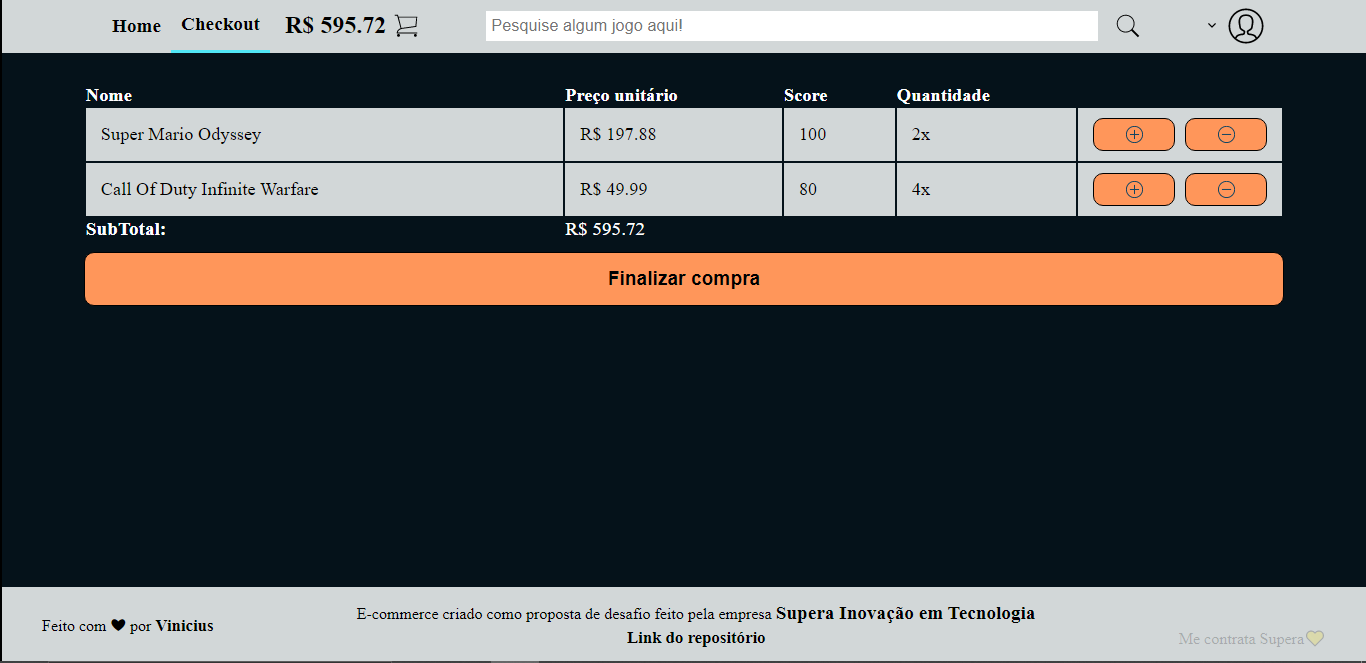 Home Checkout R$ 595.72 Pesquise algum jogo aqui!
Nome Preço unitário Score Quantidade
Super Mario Odyssey R$ 197.88 100 2x
Call Of Duty Infinite Warfare R$ 49.99 80 4x
SubTotal: R$ 595.72
Finalizar compra
E-commerce criado como proposta de desafio feito pela empresa Supera Inovação em Tecnologia
Feito com ❤ por Vinicius
Link do repositório
Me contrata Supera